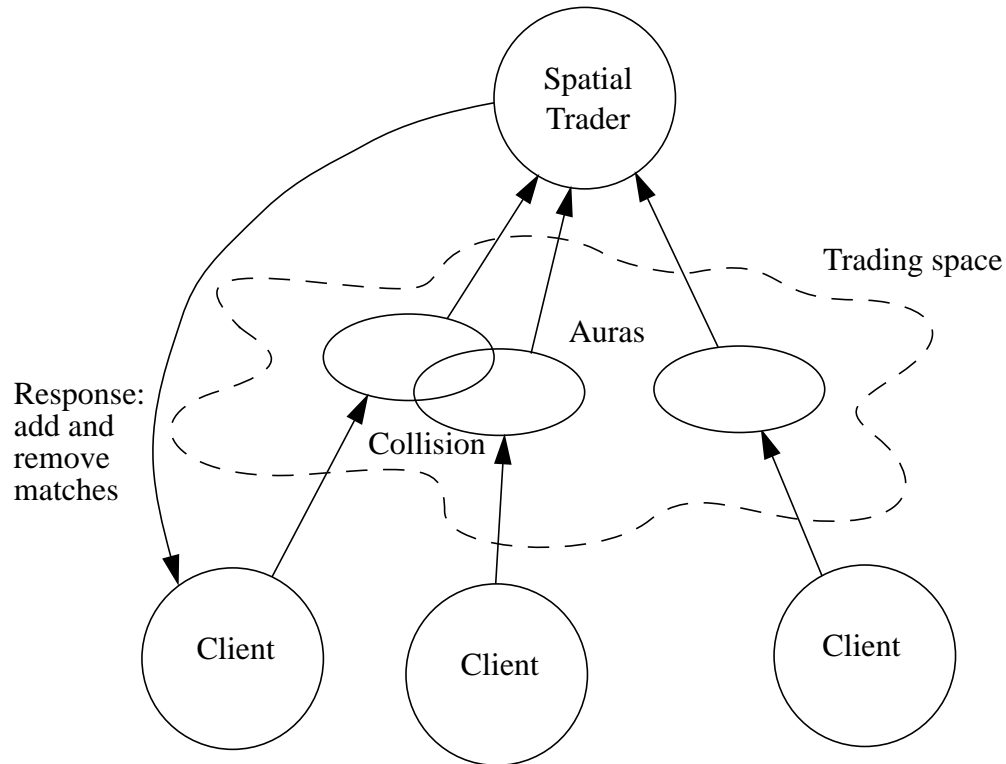 Spatial
Trader
Trading space
Auras
Response:
add and
remove
matches
Collision
Client
Client
Client